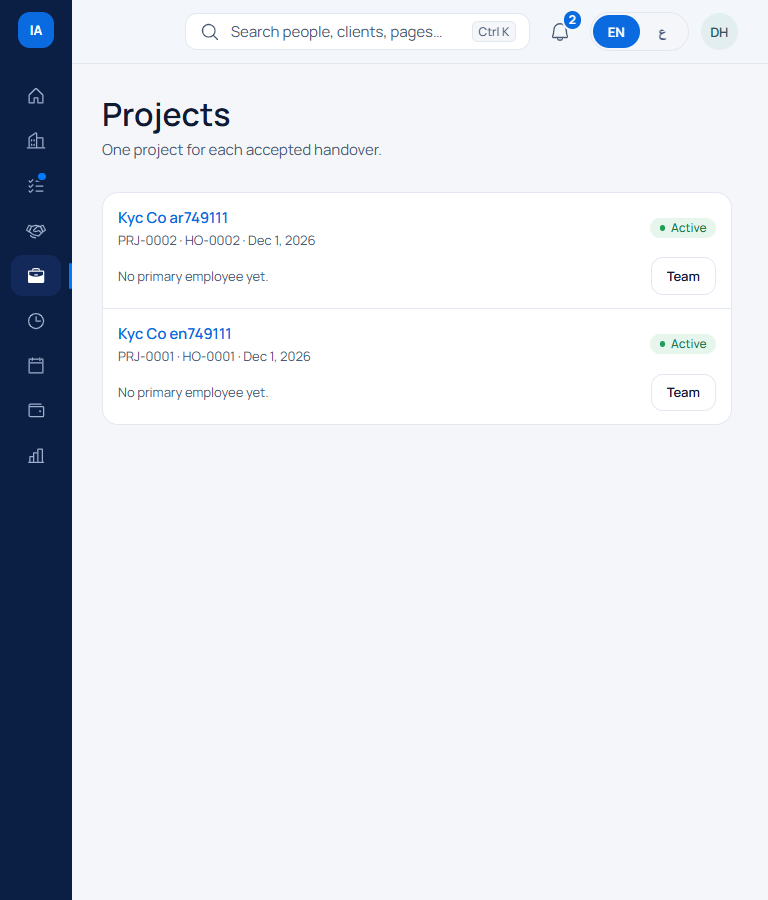 IA
Search people, clients, pages...
Ctrl K
2
EN
ع
DH
Projects
One project for each accepted handover.
Kyc Co ar749111
PRJ-0002 · HO-0002 · Dec 1, 2026
Active
No primary employee yet.
Team
Kyc Co en749111
PRJ-0001 · HO-0001 · Dec 1, 2026
Active
No primary employee yet.
Team